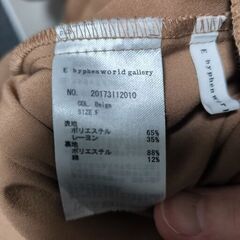 E hyphen world gallery
NO. 20173112010
COL. Beige
SIZE F
表地
ポリエステル 65%
レーヨン 35%
裏地
ポリエステル 88%
綿 12%
E hyphen wor